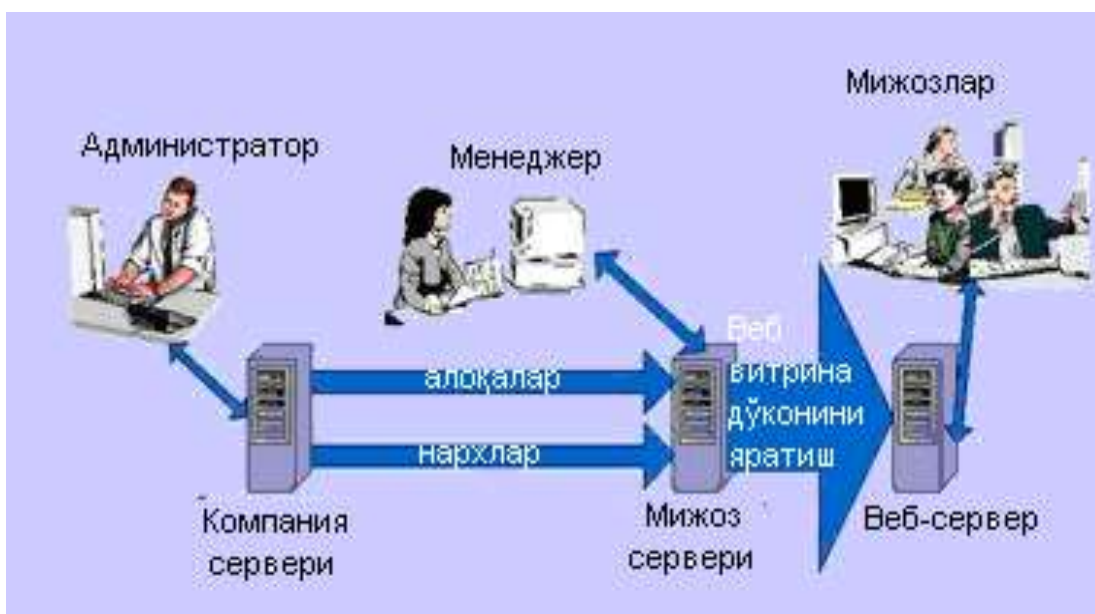 Мижозлар
Администратор
Менеджер
Веб
витрина
дўконини
яратиш
алоқалар
нархлар
Компания
сервери
Мижоз
сервери
Веб-сервер